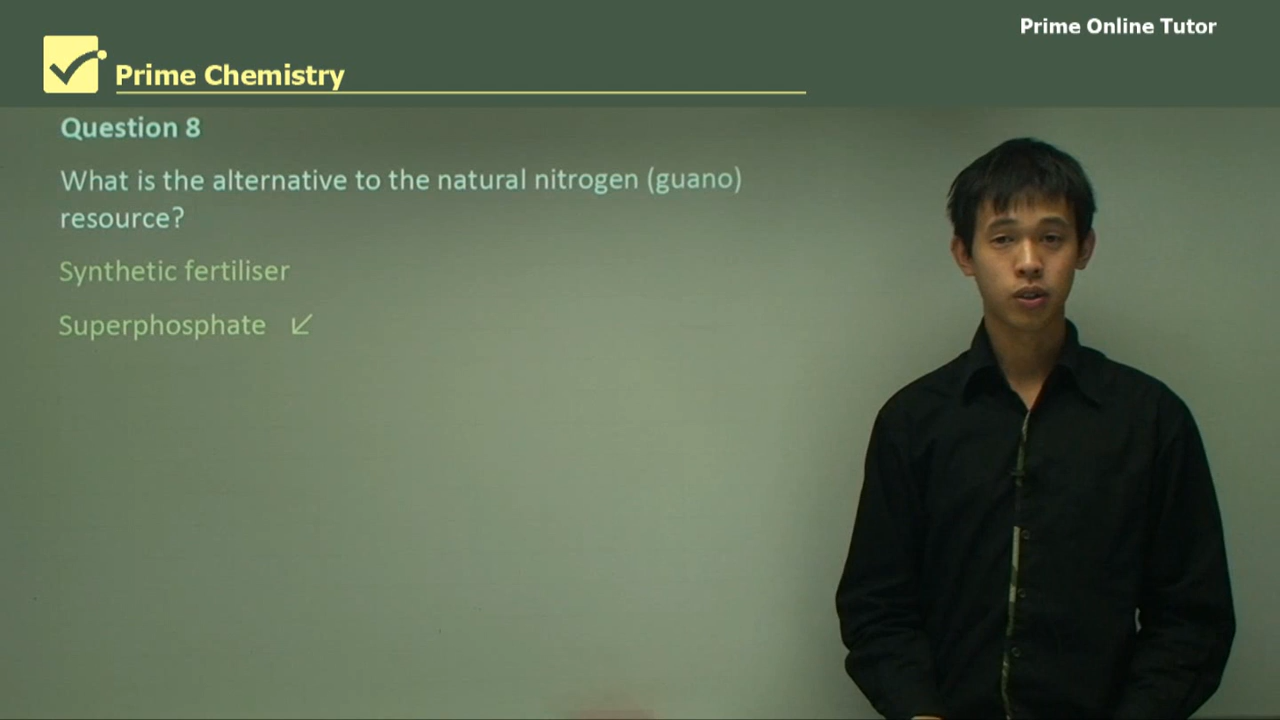 Prime Online Tutor
Prime Chemistry
Question 8
What is the alternative to the natural nitrogen (guano)
resource?
Synthetic fertiliser
Superphosphate